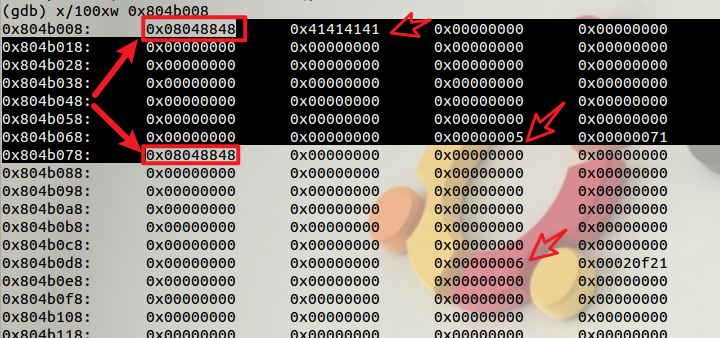 (gdb) x/100xw 0x804b008
0x804b008: 0x08048848 0x41414141 0x00000000 0x00000000
0x804b018: 0x00000000 0x00000000 0x00000000 0x00000000
0x804b028: 0x00000000 0x00000000 0x00000000 0x00000000
0x804b038: 0x00000000 0x00000000 0x00000000 0x00000000
0x804b048: 0x00000000 0x00000000 0x00000000 0x00000000
0x804b058: 0x00000000 0x00000000 0x00000000 0x00000000
0x804b068: 0x00000000 0x00000000 0x00000005 0x00000071
0x804b078: 0x08048848 0x00000000 0x00000000 0x00000000
0x804b088: 0x00000000 0x00000000 0x00000000 0x00000000
0x804b098: 0x00000000 0x00000000 0x00000000 0x00000000
0x804b0a8: 0x00000000 0x00000000 0x00000000 0x00000000
0x804b0b8: 0x00000000 0x00000000 0x00000000 0x00000000
0x804b0c8: 0x00000000 0x00000000 0x00000000 0x00000000
0x804b0d8: 0x00000000 0x00000000 0x00000006 0x00020f21
0x804b0e8: 0x00000000 0x00000000 0x00000000 0x00000000
0x804b0f8: 0x00000000 0x00000000 0x00000000 0x00000000
0x804b108: 0x00000000 0x00000000 0x00000000 0x00000000
0x804b118: 0x00000000 0x00000000 0x00000000 0x00000000